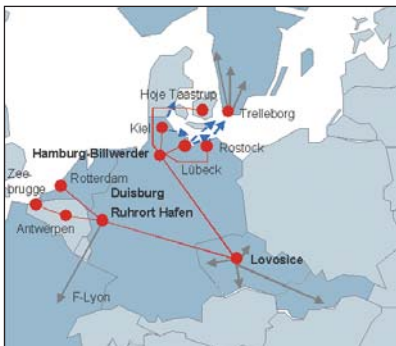 Hoje Taastrup
Trelleborg
Kiel
Hamburg-Billwerder
Rostock
Lübeck
Zee-
brugge
Rotterdam
Duisburg
Ruhrort Hafen
Antwerpen
Lovosice
F-Lyon